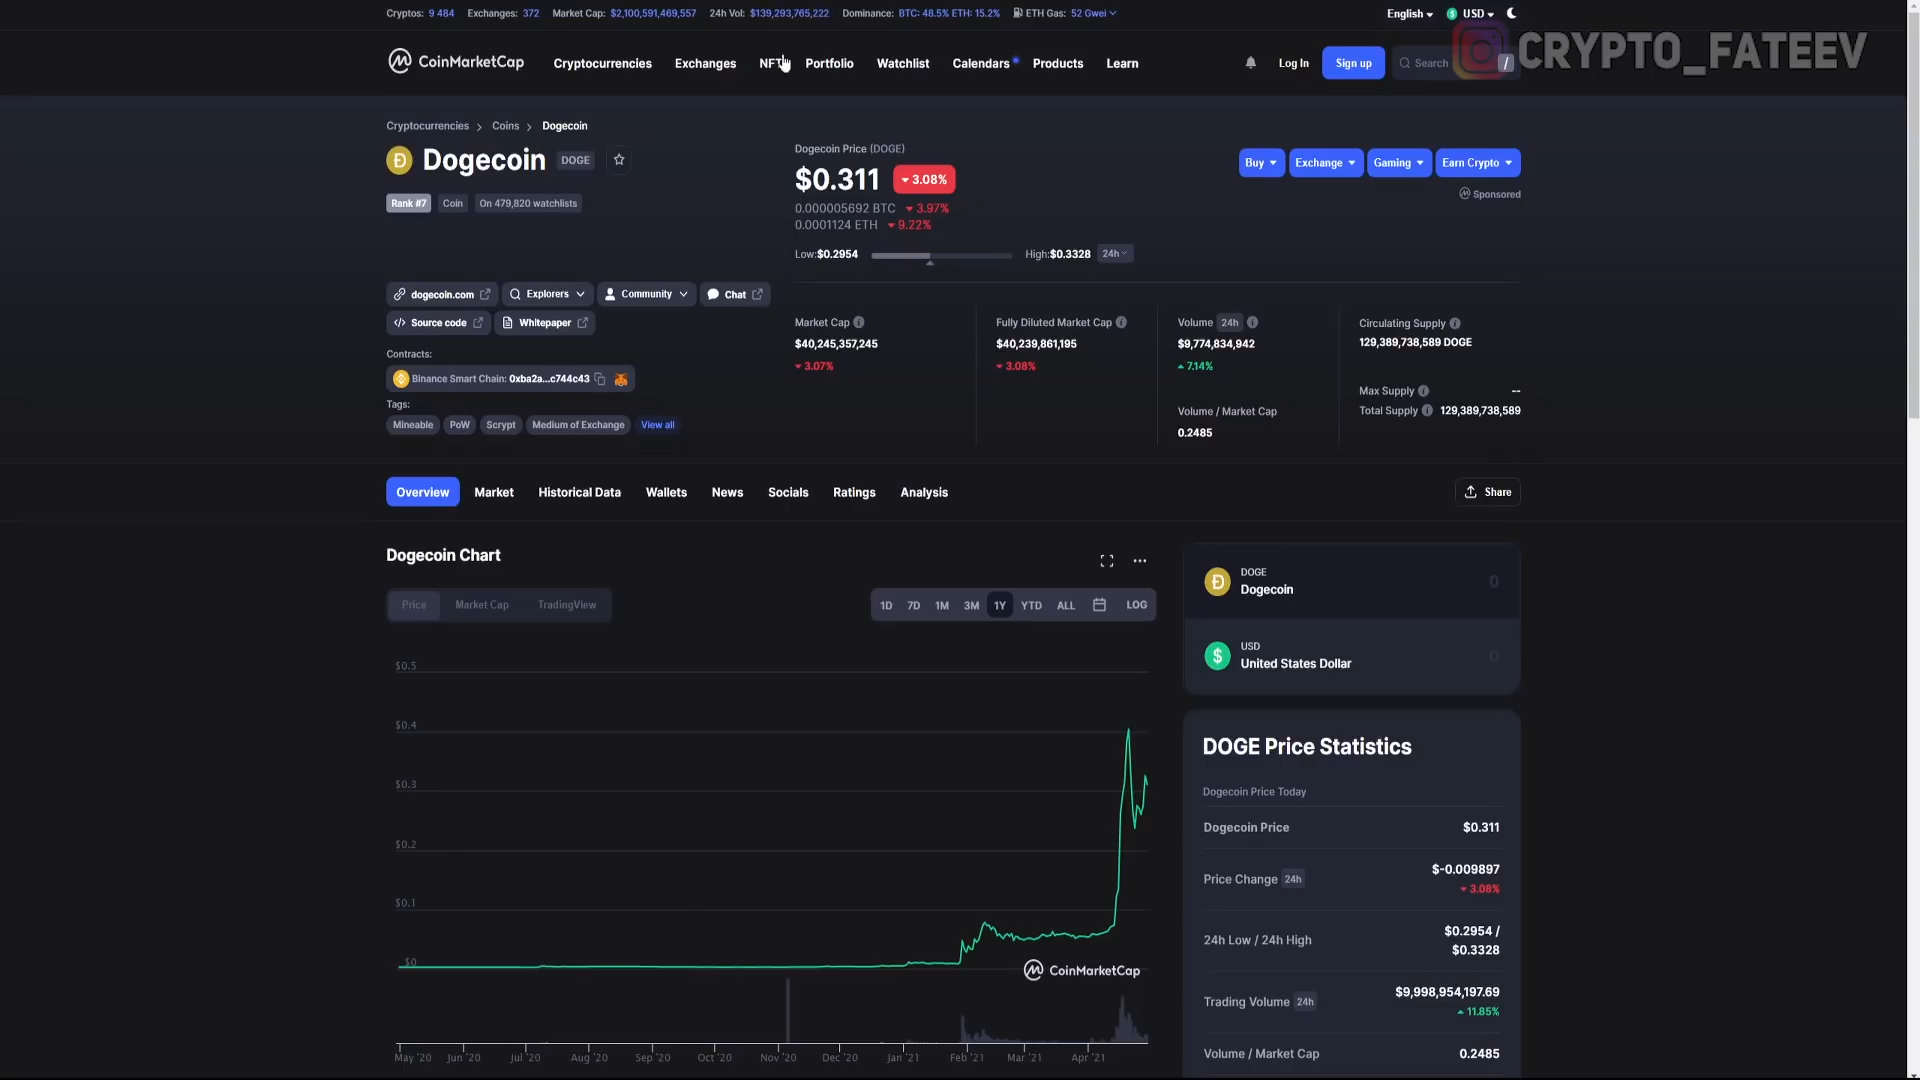 Cryptos: 9 484 Exchanges: 372 Market Cap: $2,100,591,469,557 24h Vol: $139,293,765,222 Dominance: BTC: 48.5% ETH: 15.2% ETH Gas: 52 Gwei
English USD
CoinMarketCap Cryptocurrencies Exchanges NFT Portfolio Watchlist Calendars Products Learn Log In Sign up Search /
CRYPTO_FATEEV
Cryptocurrencies > Coins > Dogecoin
Dogecoin DOGE
Rank #7 Coin On 479,820 watchlists
Dogecoin Price (DOGE)
$0.311 3.08%
0.000005692 BTC 3.97%
0.0001124 ETH 9.22%
Low:$0.2954 High:$0.3328 24h
Buy Exchange Gaming Earn Crypto
Sponsored
dogecoin.com Explorers Community Chat
Source code Whitepaper
Contracts:
Binance Smart Chain: 0xba2a...c744c43
Tags:
Mineable PoW Scrypt Medium of Exchange View all
Market Cap
$40,245,357,245
3.07%
Fully Diluted Market Cap
$40,239,861,195
3.08%
Volume 24h
$9,774,834,942
7.14%
Volume / Market Cap
0.2485
Circulating Supply
129,389,738,589 DOGE
Max Supply --
Total Supply 129,389,738,589
Overview Market Historical Data Wallets News Socials Ratings Analysis Share
Dogecoin Chart
Price Market Cap TradingView
1D 7D 1M 3M 1Y YTD ALL LOG
$0.5
$0.4
$0.3
$0.2
$0.1
$0
CoinMarketCap
May '20 Jun '20 Jul '20 Aug '20 Sep '20 Oct '20 Nov '20 Dec '20 Jan '21 Feb '21 Mar '21 Apr '21
DOGE
Dogecoin 0
USD
United States Dollar 0
DOGE Price Statistics
Dogecoin Price Today
Dogecoin Price $0.311
Price Change 24h $-0.009897
3.08%
24h Low / 24h High $0.2954 /
$0.3328
Trading Volume 24h $9,998,954,197.69
11.85%
Volume / Market Cap 0.2485